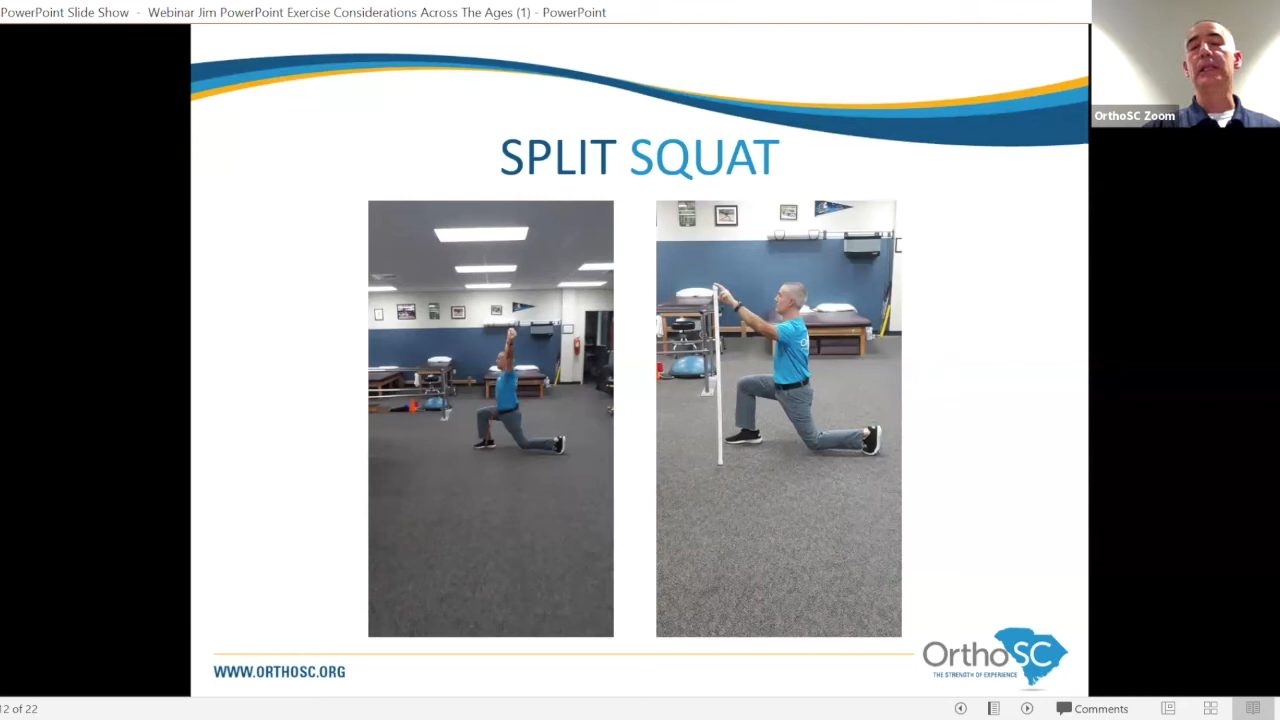 PowerPoint Slide Show - Webinar Jim PowerPoint Exercise Considerations Across The Ages (1) - PowerPoint
OrthoSC Zoom
SPLIT SQUAT
WWW.ORTHOSC.ORG
OrthoSC
THE STRENGTH OF EXPERIENCE
12 of 22
Comments